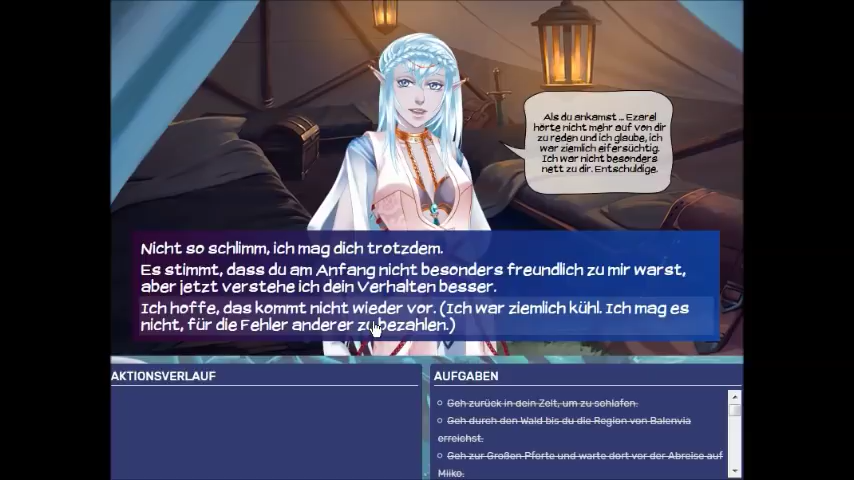 Als du ankamst ... Ezarel
hörte nicht mehr auf von dir
zu reden und ich glaube, ich
war ziemlich eifersüchtig.
Ich war nicht besonders
nett zu dir. Entschuldige.
Nicht so schlimm, ich mag dich trotzdem.
Es stimmt, dass du am Anfang nicht besonders freundlich zu mir warst,
aber jetzt verstehe ich dein Verhalten besser.
Ich hoffe, das kommt nicht wieder vor. (Ich war ziemlich kühl. Ich mag es
nicht, für die Fehler anderer zu bezahlen.)
AKTIONSVERLAUF
AUFGABEN
Geh zurück in dein Zelt, um zu schlafen.
Geh durch den Wald bis du die Region von Balenvia
erreichst.
Geh zur Großen Pforte und warte dort vor der Abreise auf
Miiko.